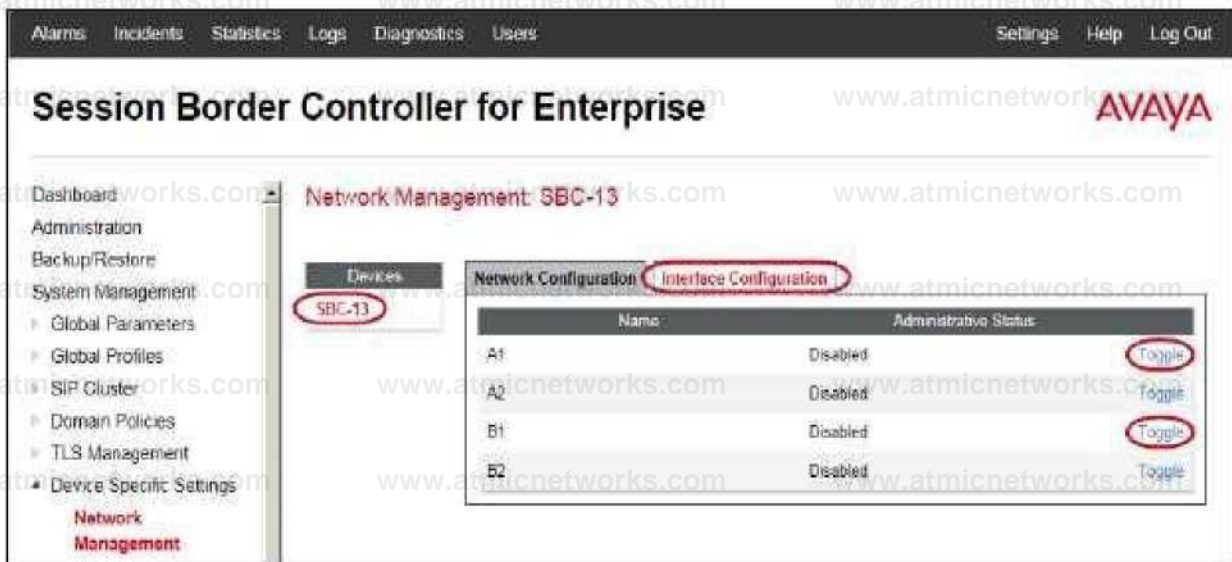 Alarms Incidents Statistics Logs Diagnostics Users Settings Help Log Out
Session Border Controller for Enterprise
AVAYA
Dashboard
Administration
Backup/Restore
System Management
Global Parameters
Global Profiles
SIP Cluster
Domain Policies
TLS Management
Device Specific Settings
Network
Management
Network Management: SBC-13
Devices
SBC-13
Network Configuration Interface Configuration
Name Administrative Status
A1 Disabled Toggle
A2 Disabled Toggle
B1 Disabled Toggle
B2 Disabled Toggle
www.atmicnetworks.com